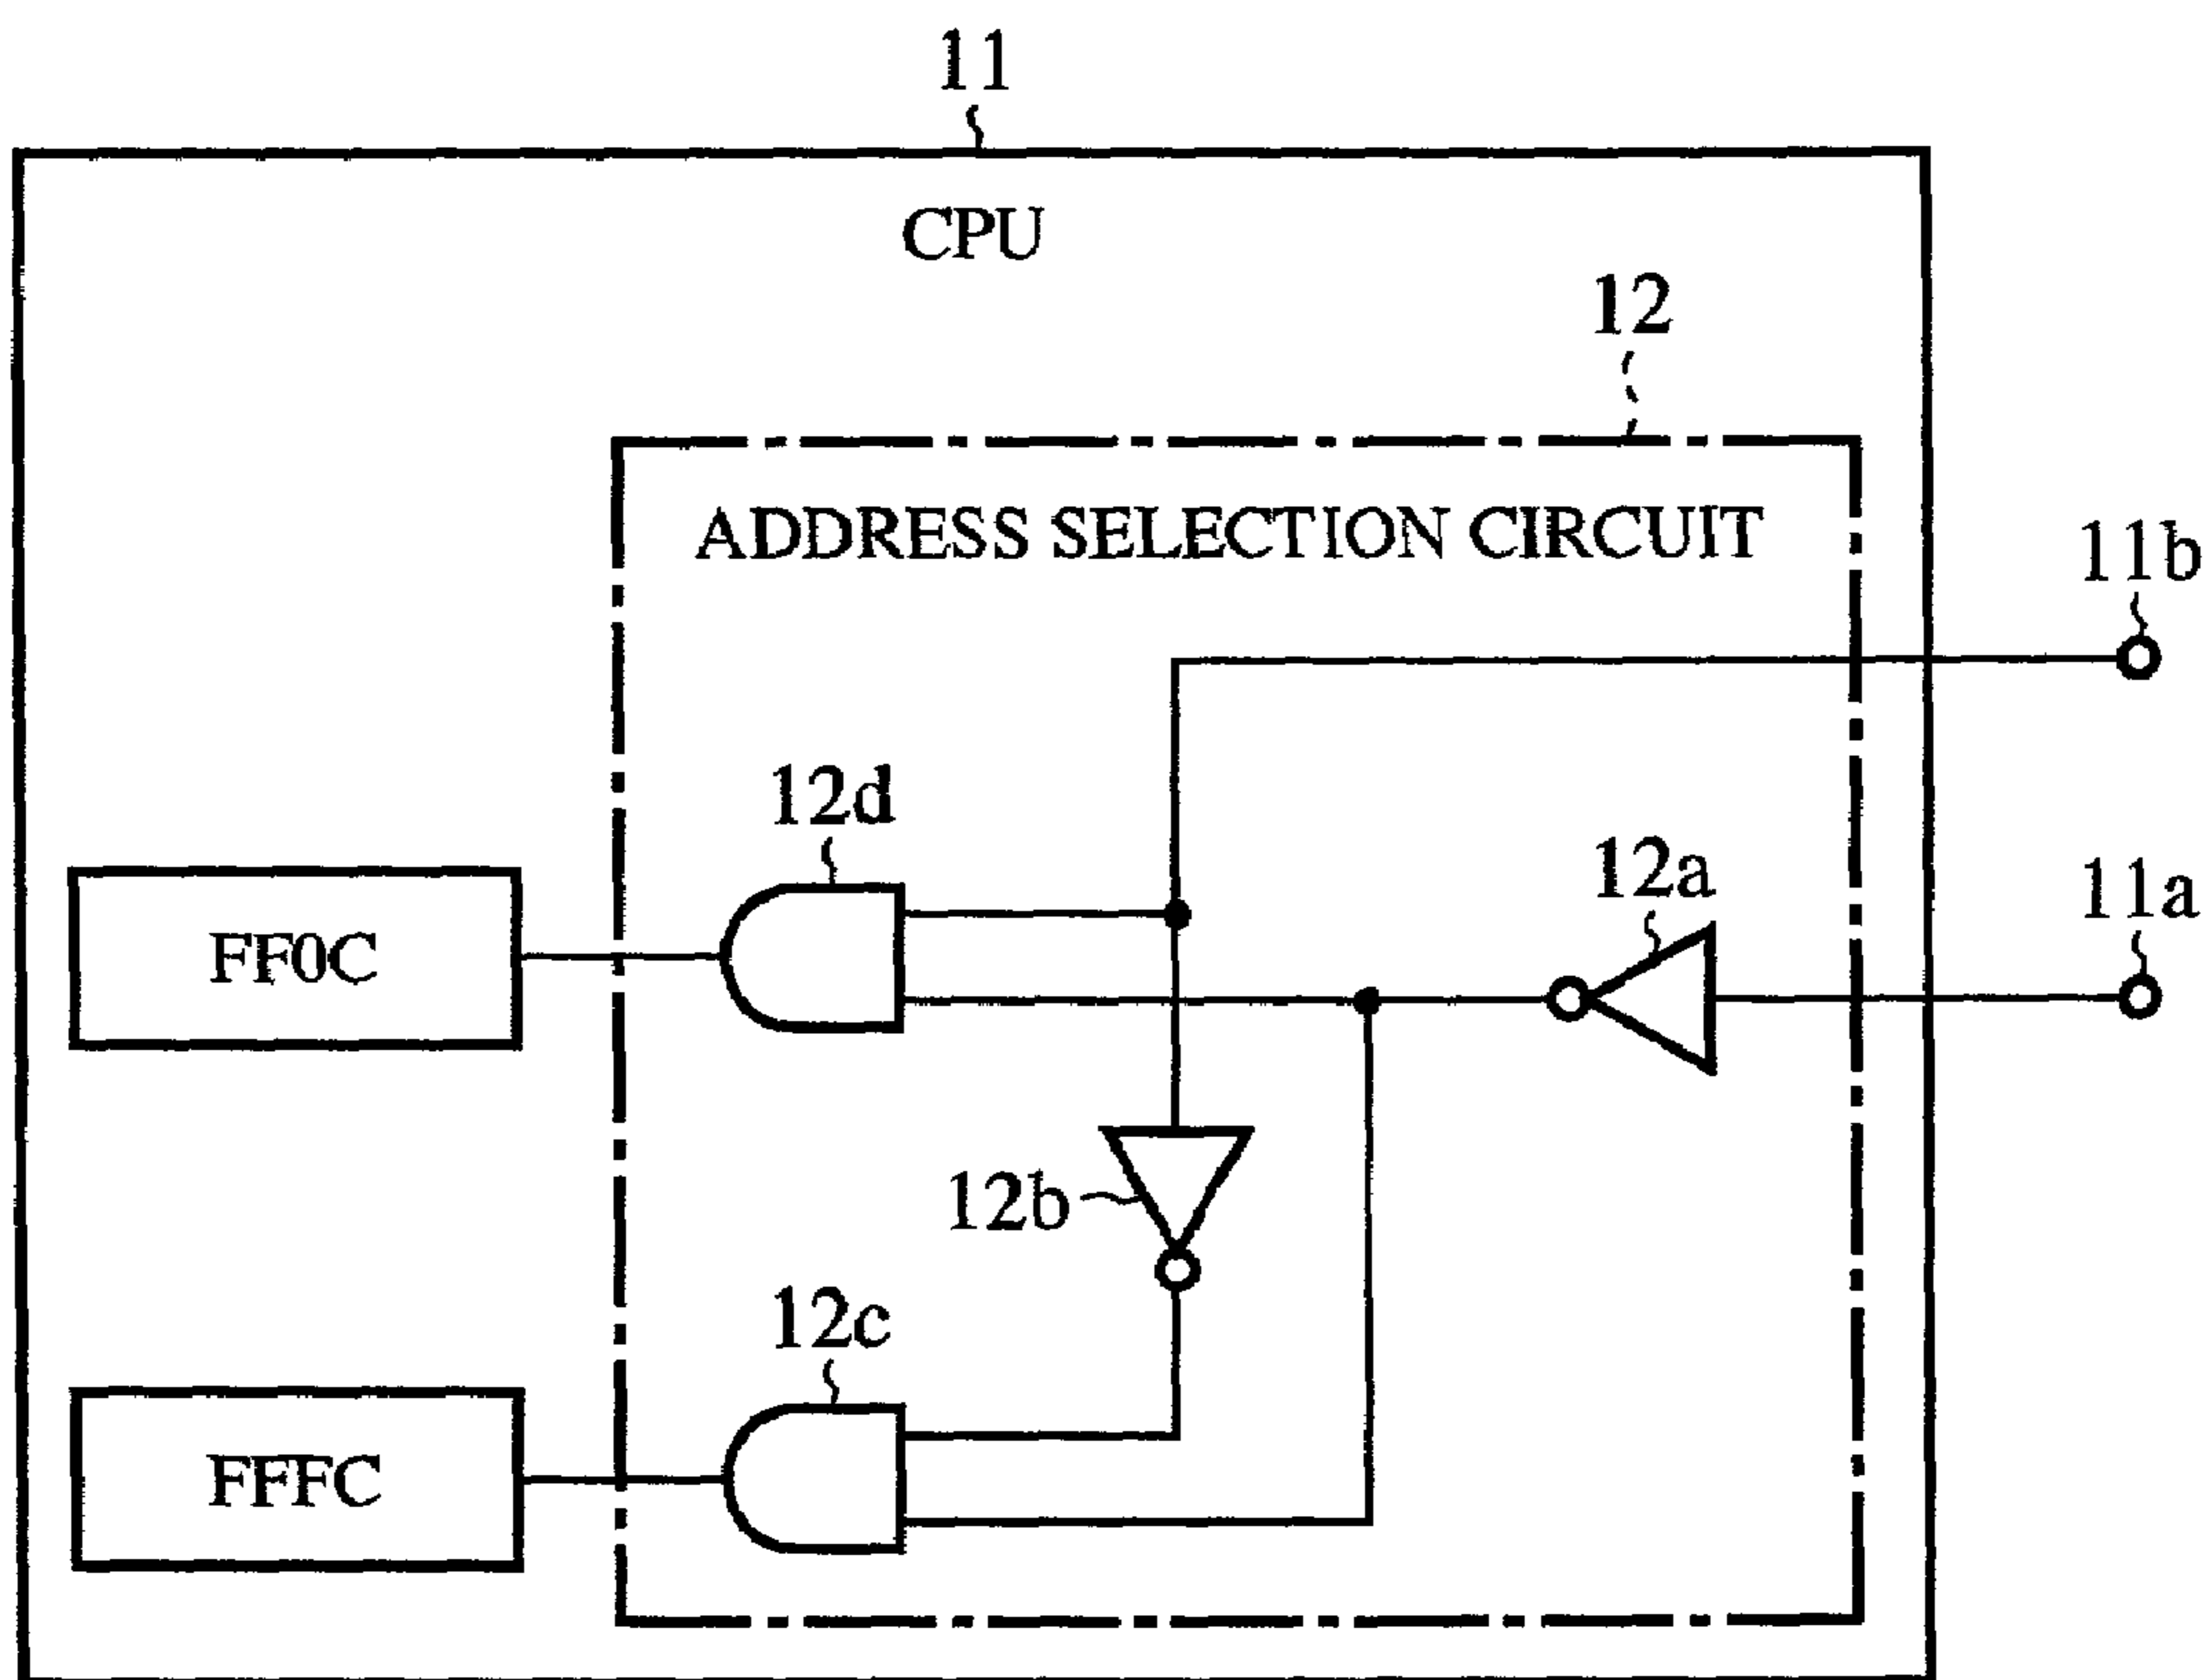 11
CPU
12
ADDRESS SELECTION CIRCUIT
11b
12d
12a
11a
FF0C
12b
12c
FFFC